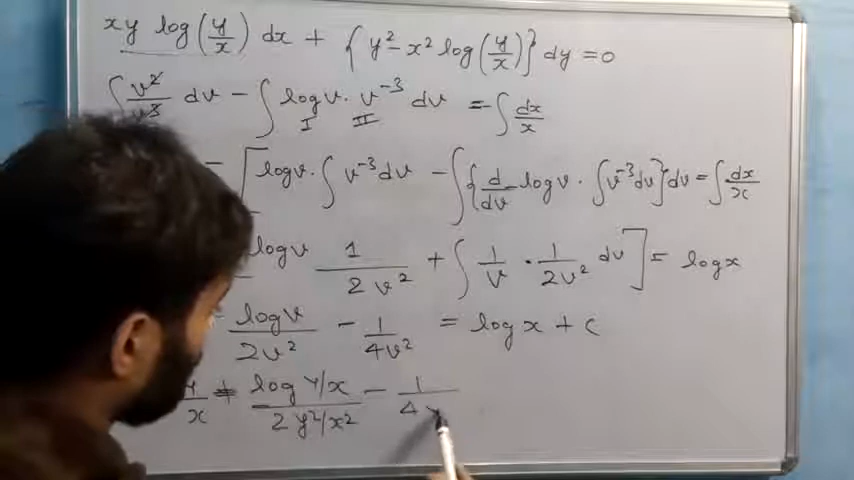 xy log(y/x) dx + {y² - x² log(y/x)} dy = 0
∫ v²/v³ dv - ∫ log v · v⁻³ dv = -∫ dx/x
I II
- [log v · ∫ v⁻³ dv - ∫ {d/dv log v · ∫ v⁻³ dv} dv = ∫ dx/x
log v 1/2v² + ∫ 1/v · 1/2v² dv] = log x
log v/2v² - 1/4v² = log x + c
y/x + log y/x / 2 y²/x² - 1/4